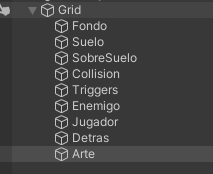 Grid
Fondo
Suelo
SobreSuelo
Collision
Triggers
Enemigo
Jugador
Detras
Arte